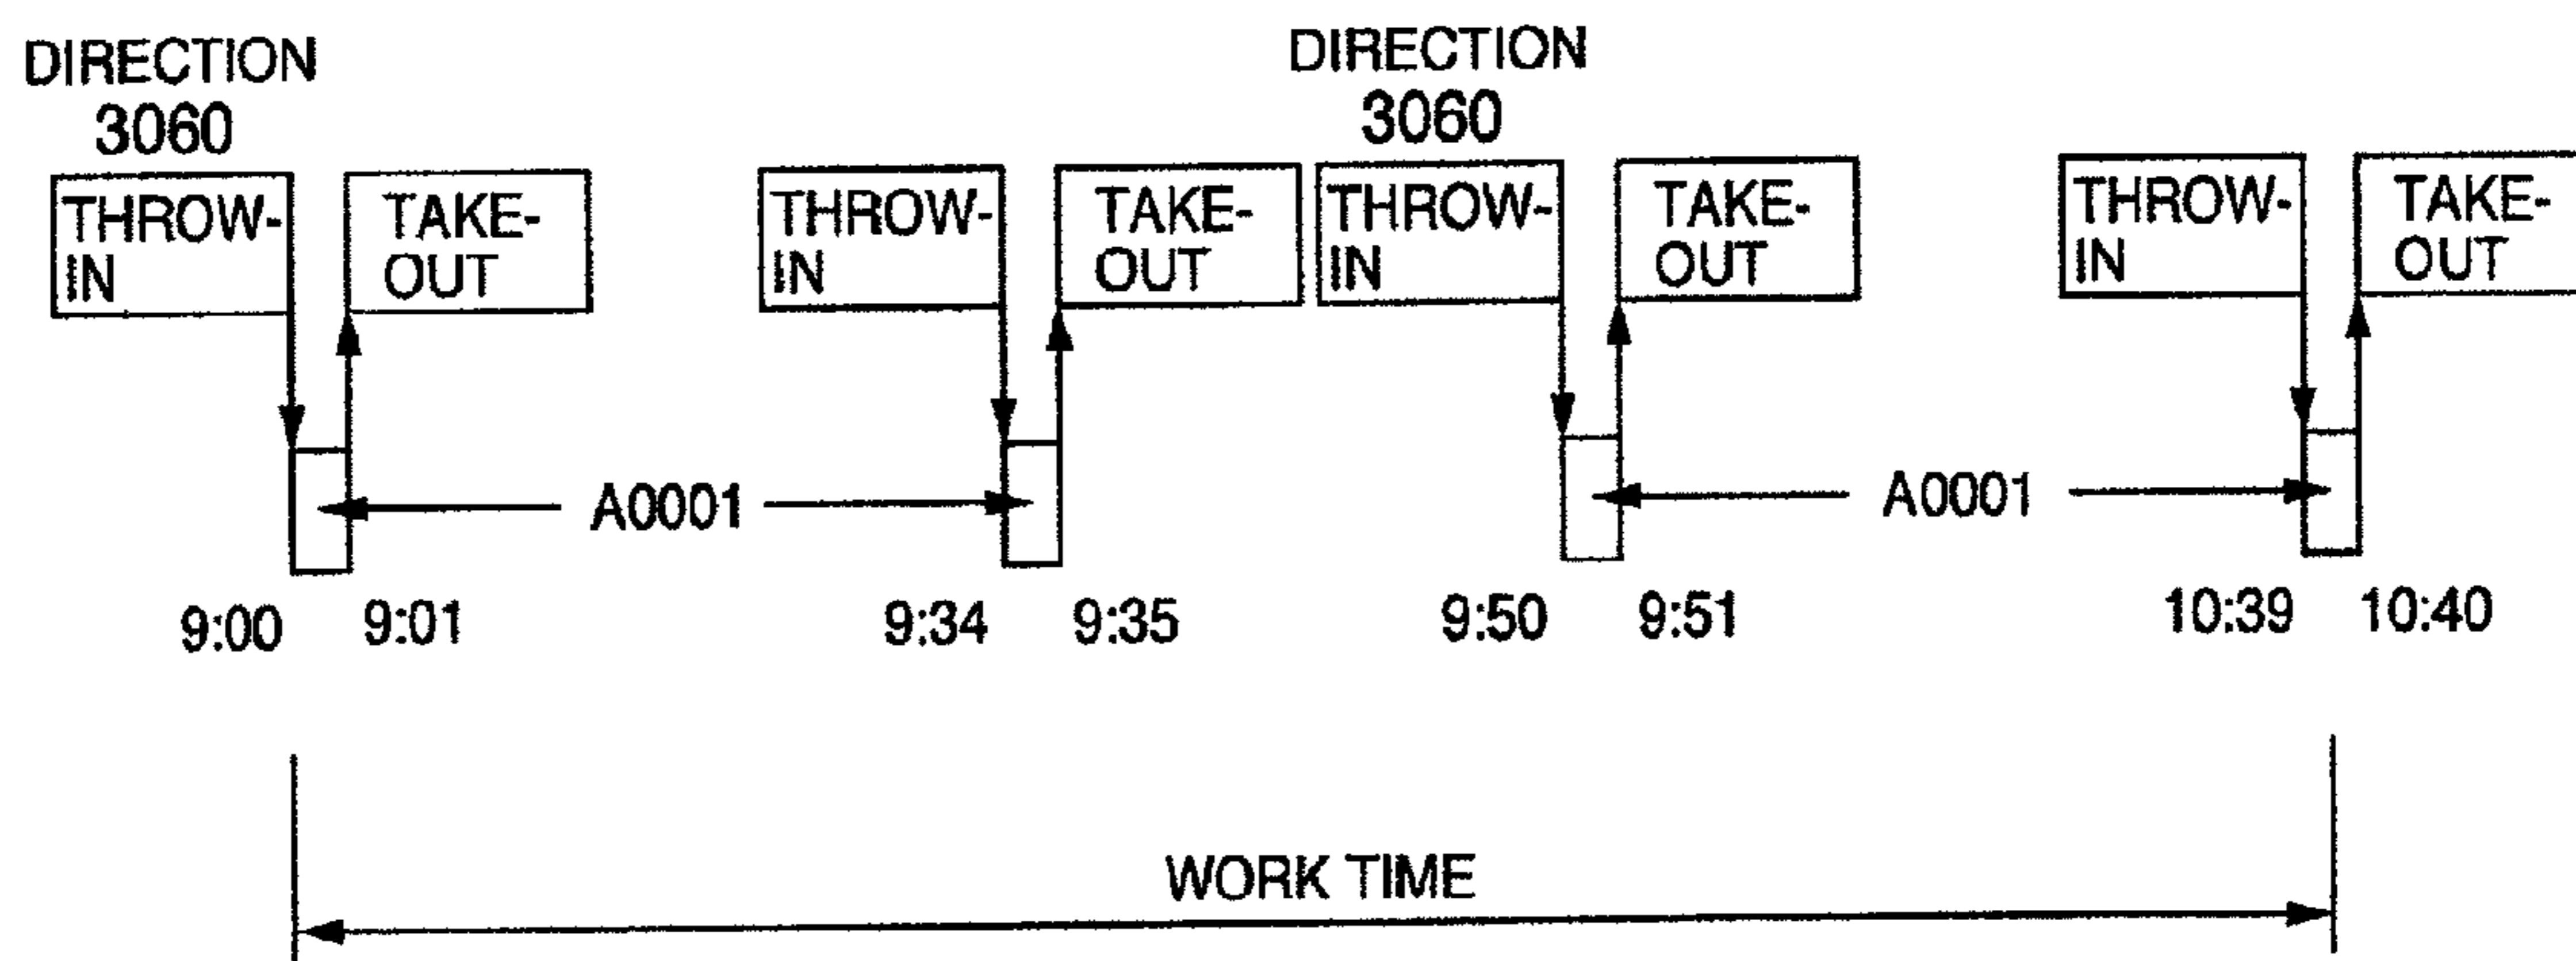 DIRECTION
3060
THROW-
IN
TAKE-
OUT
THROW-
IN
TAKE-
OUT
DIRECTION
3060
THROW-
IN
TAKE-
OUT
THROW-
IN
TAKE-
OUT
A0001
A0001
9:00
9:01
9:34
9:35
9:50
9:51
10:39
10:40
WORK TIME